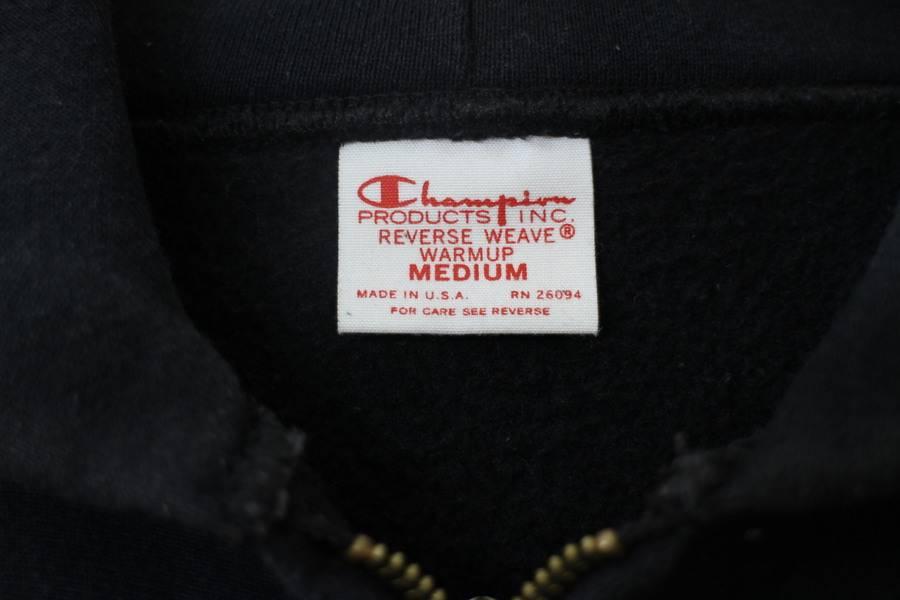 Champion
PRODUCTS INC.
REVERSE WEAVE®
WARMUP
MEDIUM
MADE IN U.S.A. RN 26094
FOR CARE SEE REVERSE